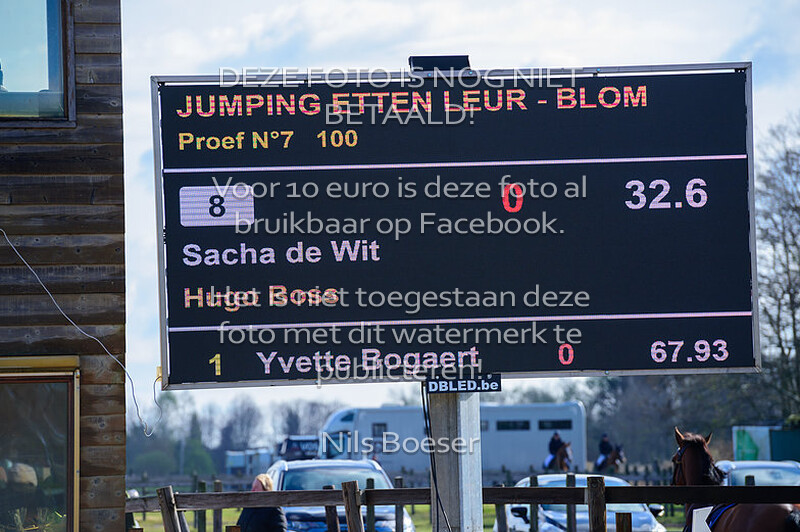 DEZE FOTO IS NOG NIET
BETAALD!
JUMPING ETTEN LEUR - BLOM
Proef N°7 100
Voor 10 euro is deze foto al
bruikbaar op Facebook.
8 0 32.6
Sacha de Wit
Hugo Boss
Het is niet toegestaan deze
foto met dit watermerk te
publiceren!
1 Yvette Bogaert 0 67.93
DBLED.be
Nils Boeser